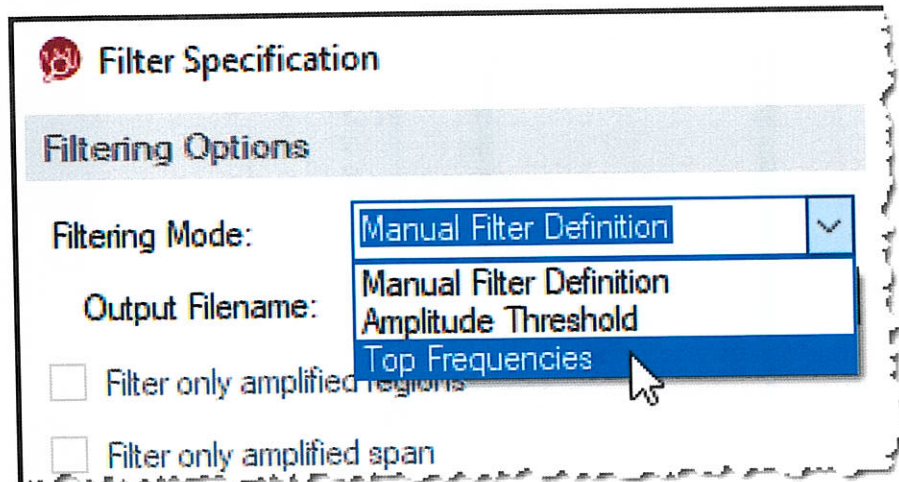 Filter Specification
Filtering Options
Filtering Mode:
Manual Filter Definition
Manual Filter Definition
Output Filename:
Amplitude Threshold
Top Frequencies
Filter only amplified regions
Filter only amplified span